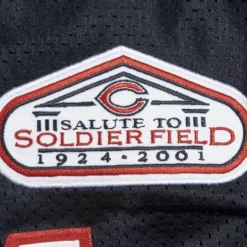 C
SALUTE TO
SOLDIER FIELD
1924 • 2001